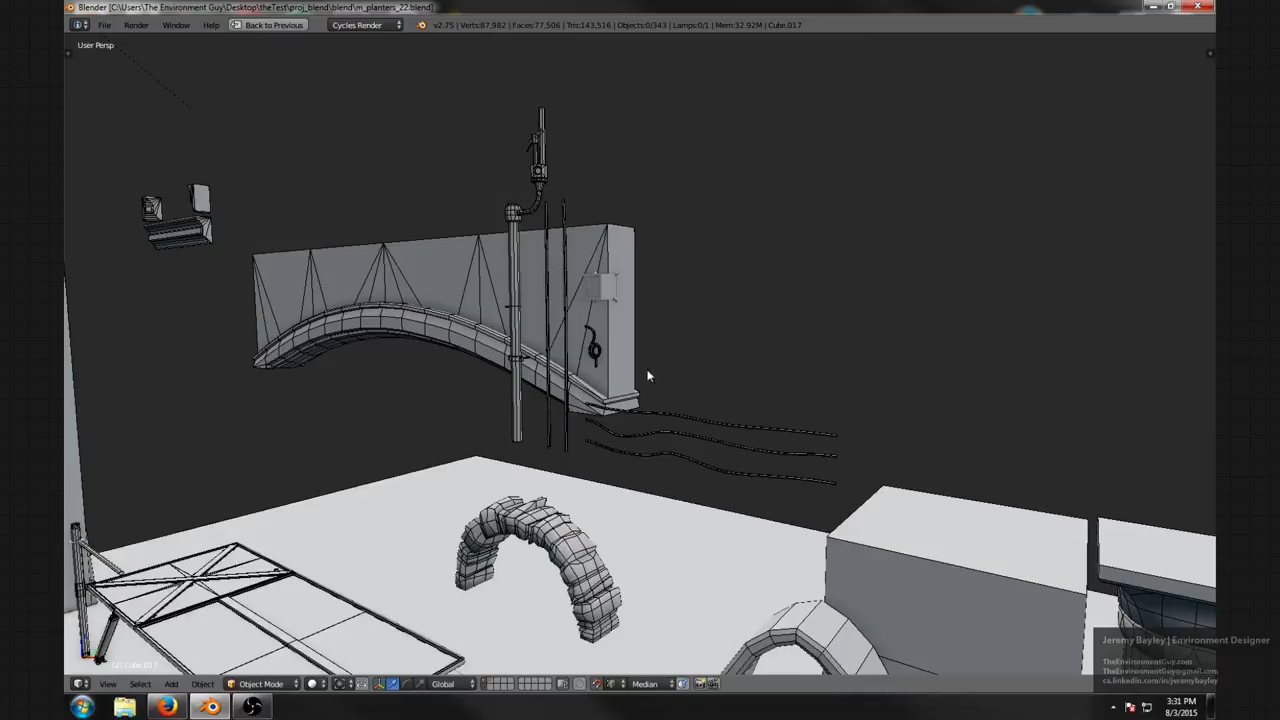 Blender [C:\Users\The Environment Guy\Desktop\theTest\proj_blend\blend\m_planters_22.blend]
File Render Window Help Back to Previous Cycles Render v2.75 | Verts:87,982 | Faces:77,506 | Tris:143,516 | Objects:0/343 | Lamps:0/1 | Mem:32.92M | Cube.017
User Persp
(2) Cube.017
View Select Add Object Object Mode Global Median
Jeremy Bayley | Environment Designer
TheEnvironmentGuy.com
TheEnvironmentGuy@gmail.com
ca.linkedin.com/in/jeremybayley
3:31 PM
8/3/2015